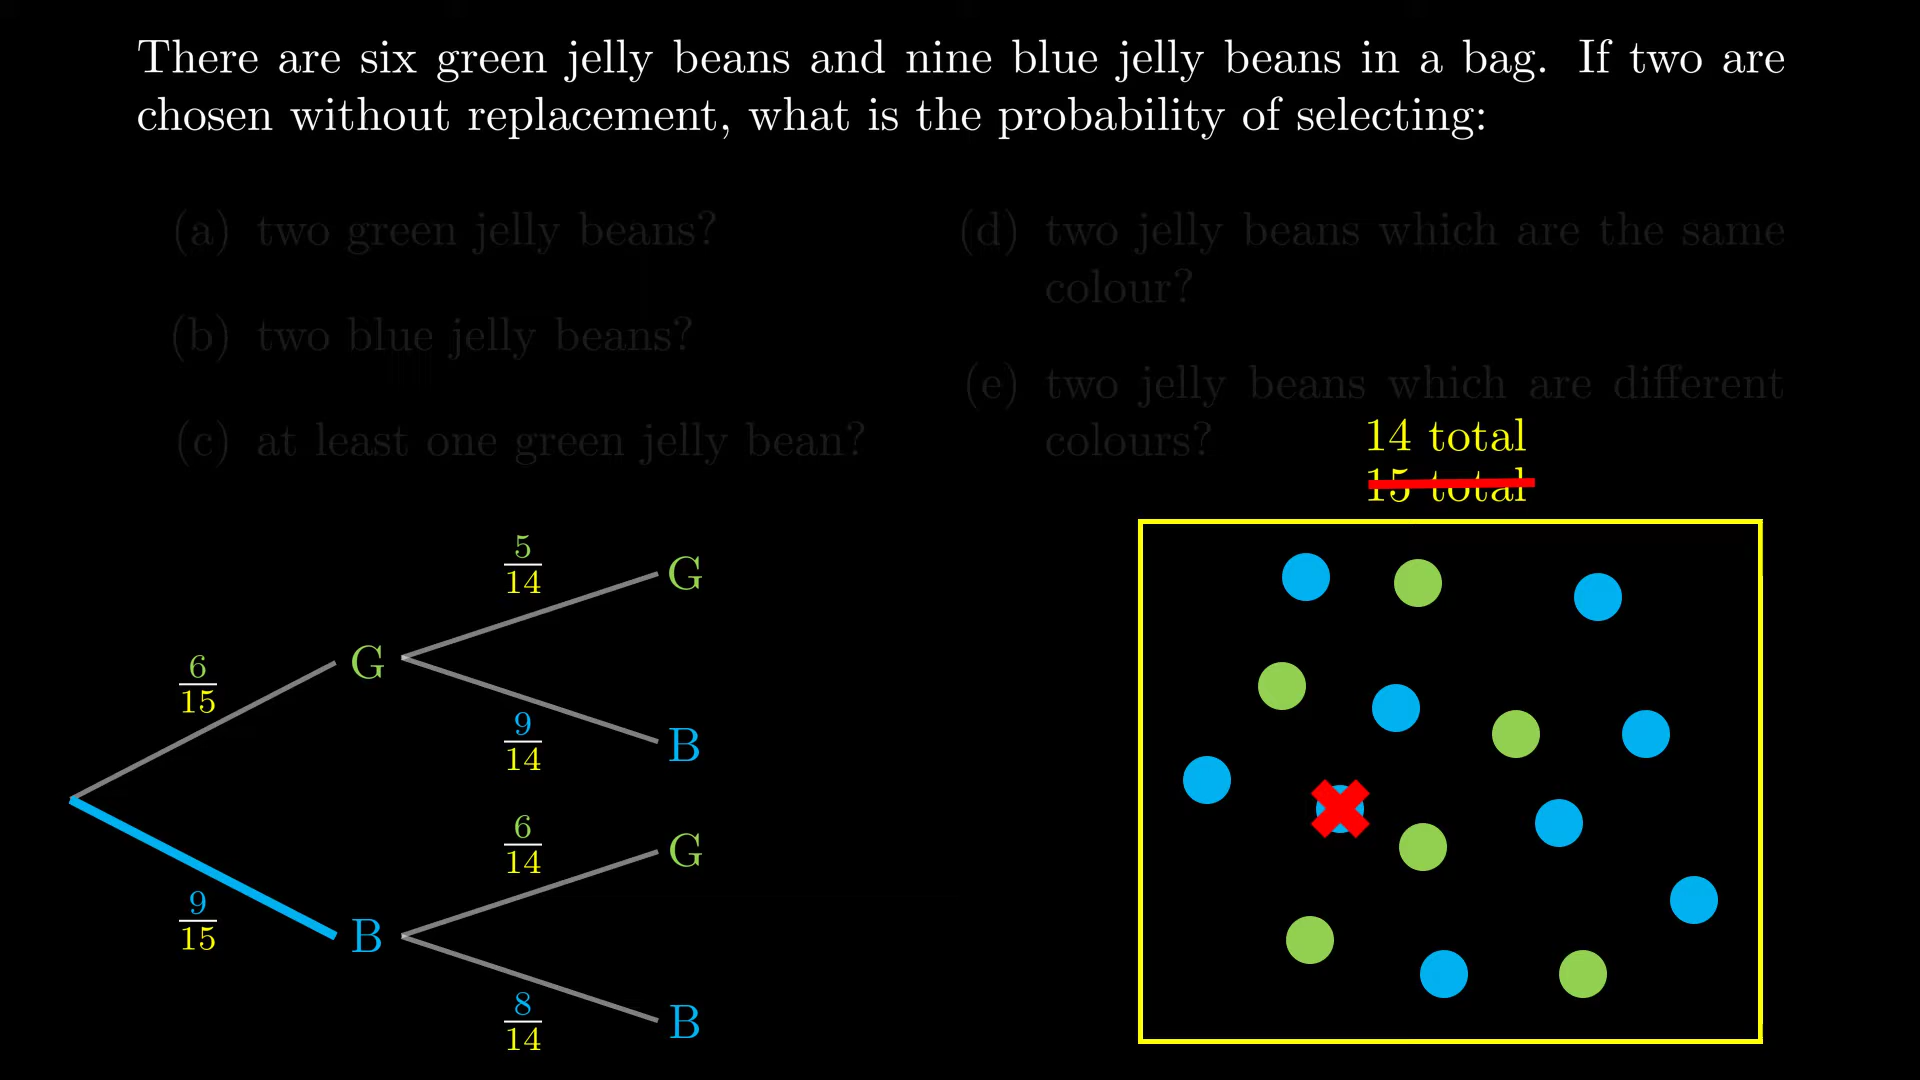 There are six green jelly beans and nine blue jelly beans in a bag. If two are
chosen without replacement, what is the probability of selecting:
(a) two green jelly beans?
(b) two blue jelly beans?
(c) at least one green jelly bean?
(d) two jelly beans which are the same
colour?
(e) two jelly beans which are different
colours?
14 total
15 total
6
15
G
9
15
B
5
14
G
9
14
B
6
14
G
8
14
B